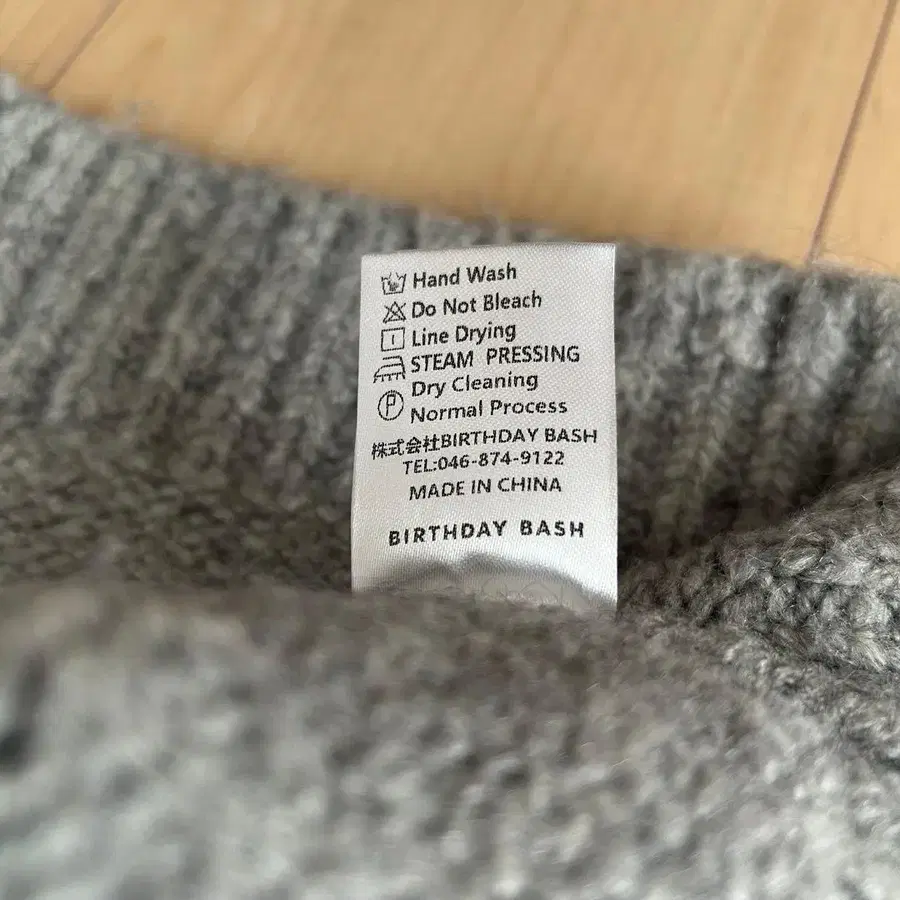 Hand Wash
Do Not Bleach
Line Drying
STEAM PRESSING
Dry Cleaning
P Normal Process
株式会社BIRTHDAY BASH
TEL:046-874-9122
MADE IN CHINA
BIRTHDAY BASH